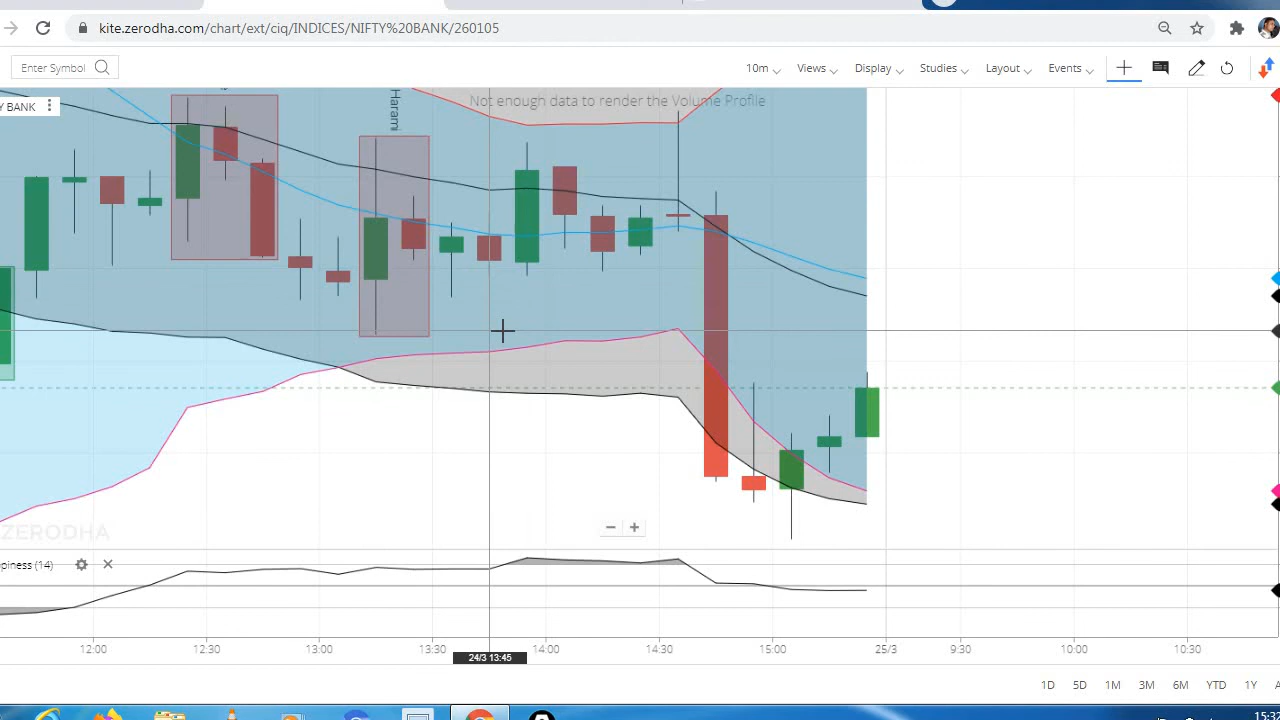 kite.zerodha.com/chart/ext/ciq/INDICES/NIFTY%20BANK/260105
Enter Symbol
10m Views Display Studies Layout Events
Y BANK
Not enough data to render the Volume Profile
Harami
ZERODHA
piness (14)
12:00 12:30 13:00 13:30 14:00 14:30 15:00 25/3 9:30 10:00 10:30
24/3 13:45
1D 5D 1M 3M 6M YTD 1Y